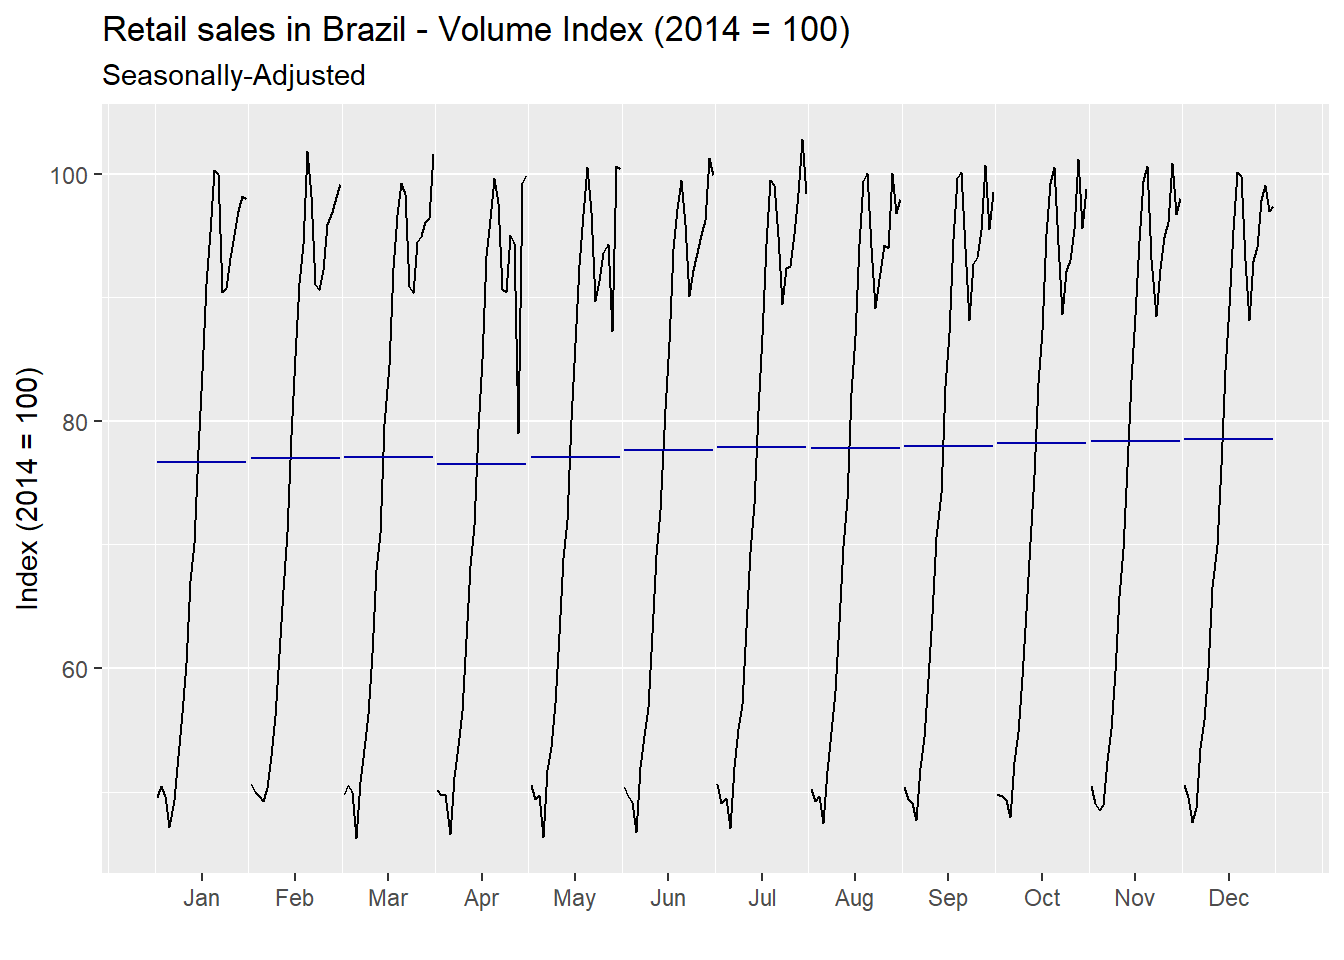 Retail sales in Brazil - Volume Index (2014 = 100)
Seasonally-Adjusted
Index (2014 = 100)
100
80
60
Jan Feb Mar Apr May Jun Jul Aug Sep Oct Nov Dec